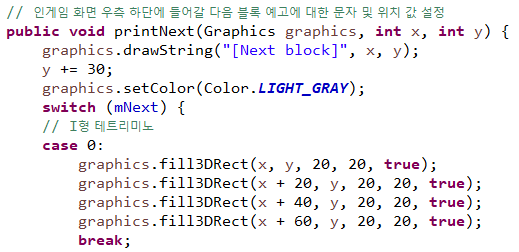 // 인게임 화면 우측 하단에 들어갈 다음 블록 예고에 대한 문자 및 위치 값 설정
public void printNext(Graphics graphics, int x, int y) {
    graphics.drawString("[Next block]", x, y);
    y += 30;
    graphics.setColor(Color.LIGHT_GRAY);
    switch (mNext) {
    // I형 테트리미노
    case 0:
        graphics.fill3DRect(x, y, 20, 20, true);
        graphics.fill3DRect(x + 20, y, 20, 20, true);
        graphics.fill3DRect(x + 40, y, 20, 20, true);
        graphics.fill3DRect(x + 60, y, 20, 20, true);
        break;